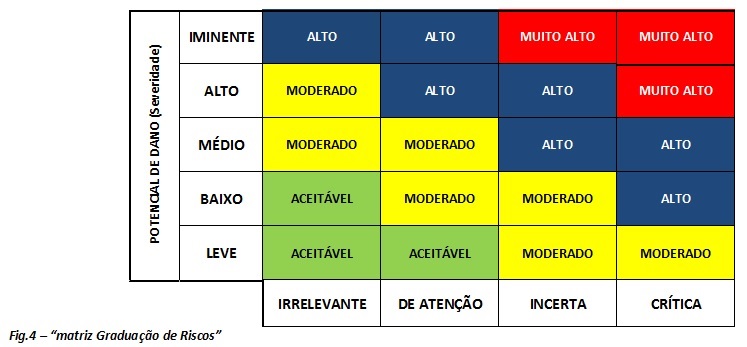 POTENCIAL DE DANO (Severidade)
IMINENTE ALTO ALTO MUITO ALTO MUITO ALTO
ALTO MODERADO ALTO ALTO MUITO ALTO
MÉDIO MODERADO MODERADO ALTO ALTO
BAIXO ACEITÁVEL MODERADO MODERADO ALTO
LEVE ACEITÁVEL ACEITÁVEL MODERADO MODERADO
IRRELEVANTE DE ATENÇÃO INCERTA CRÍTICA
Fig.4 – “matriz Graduação de Riscos”